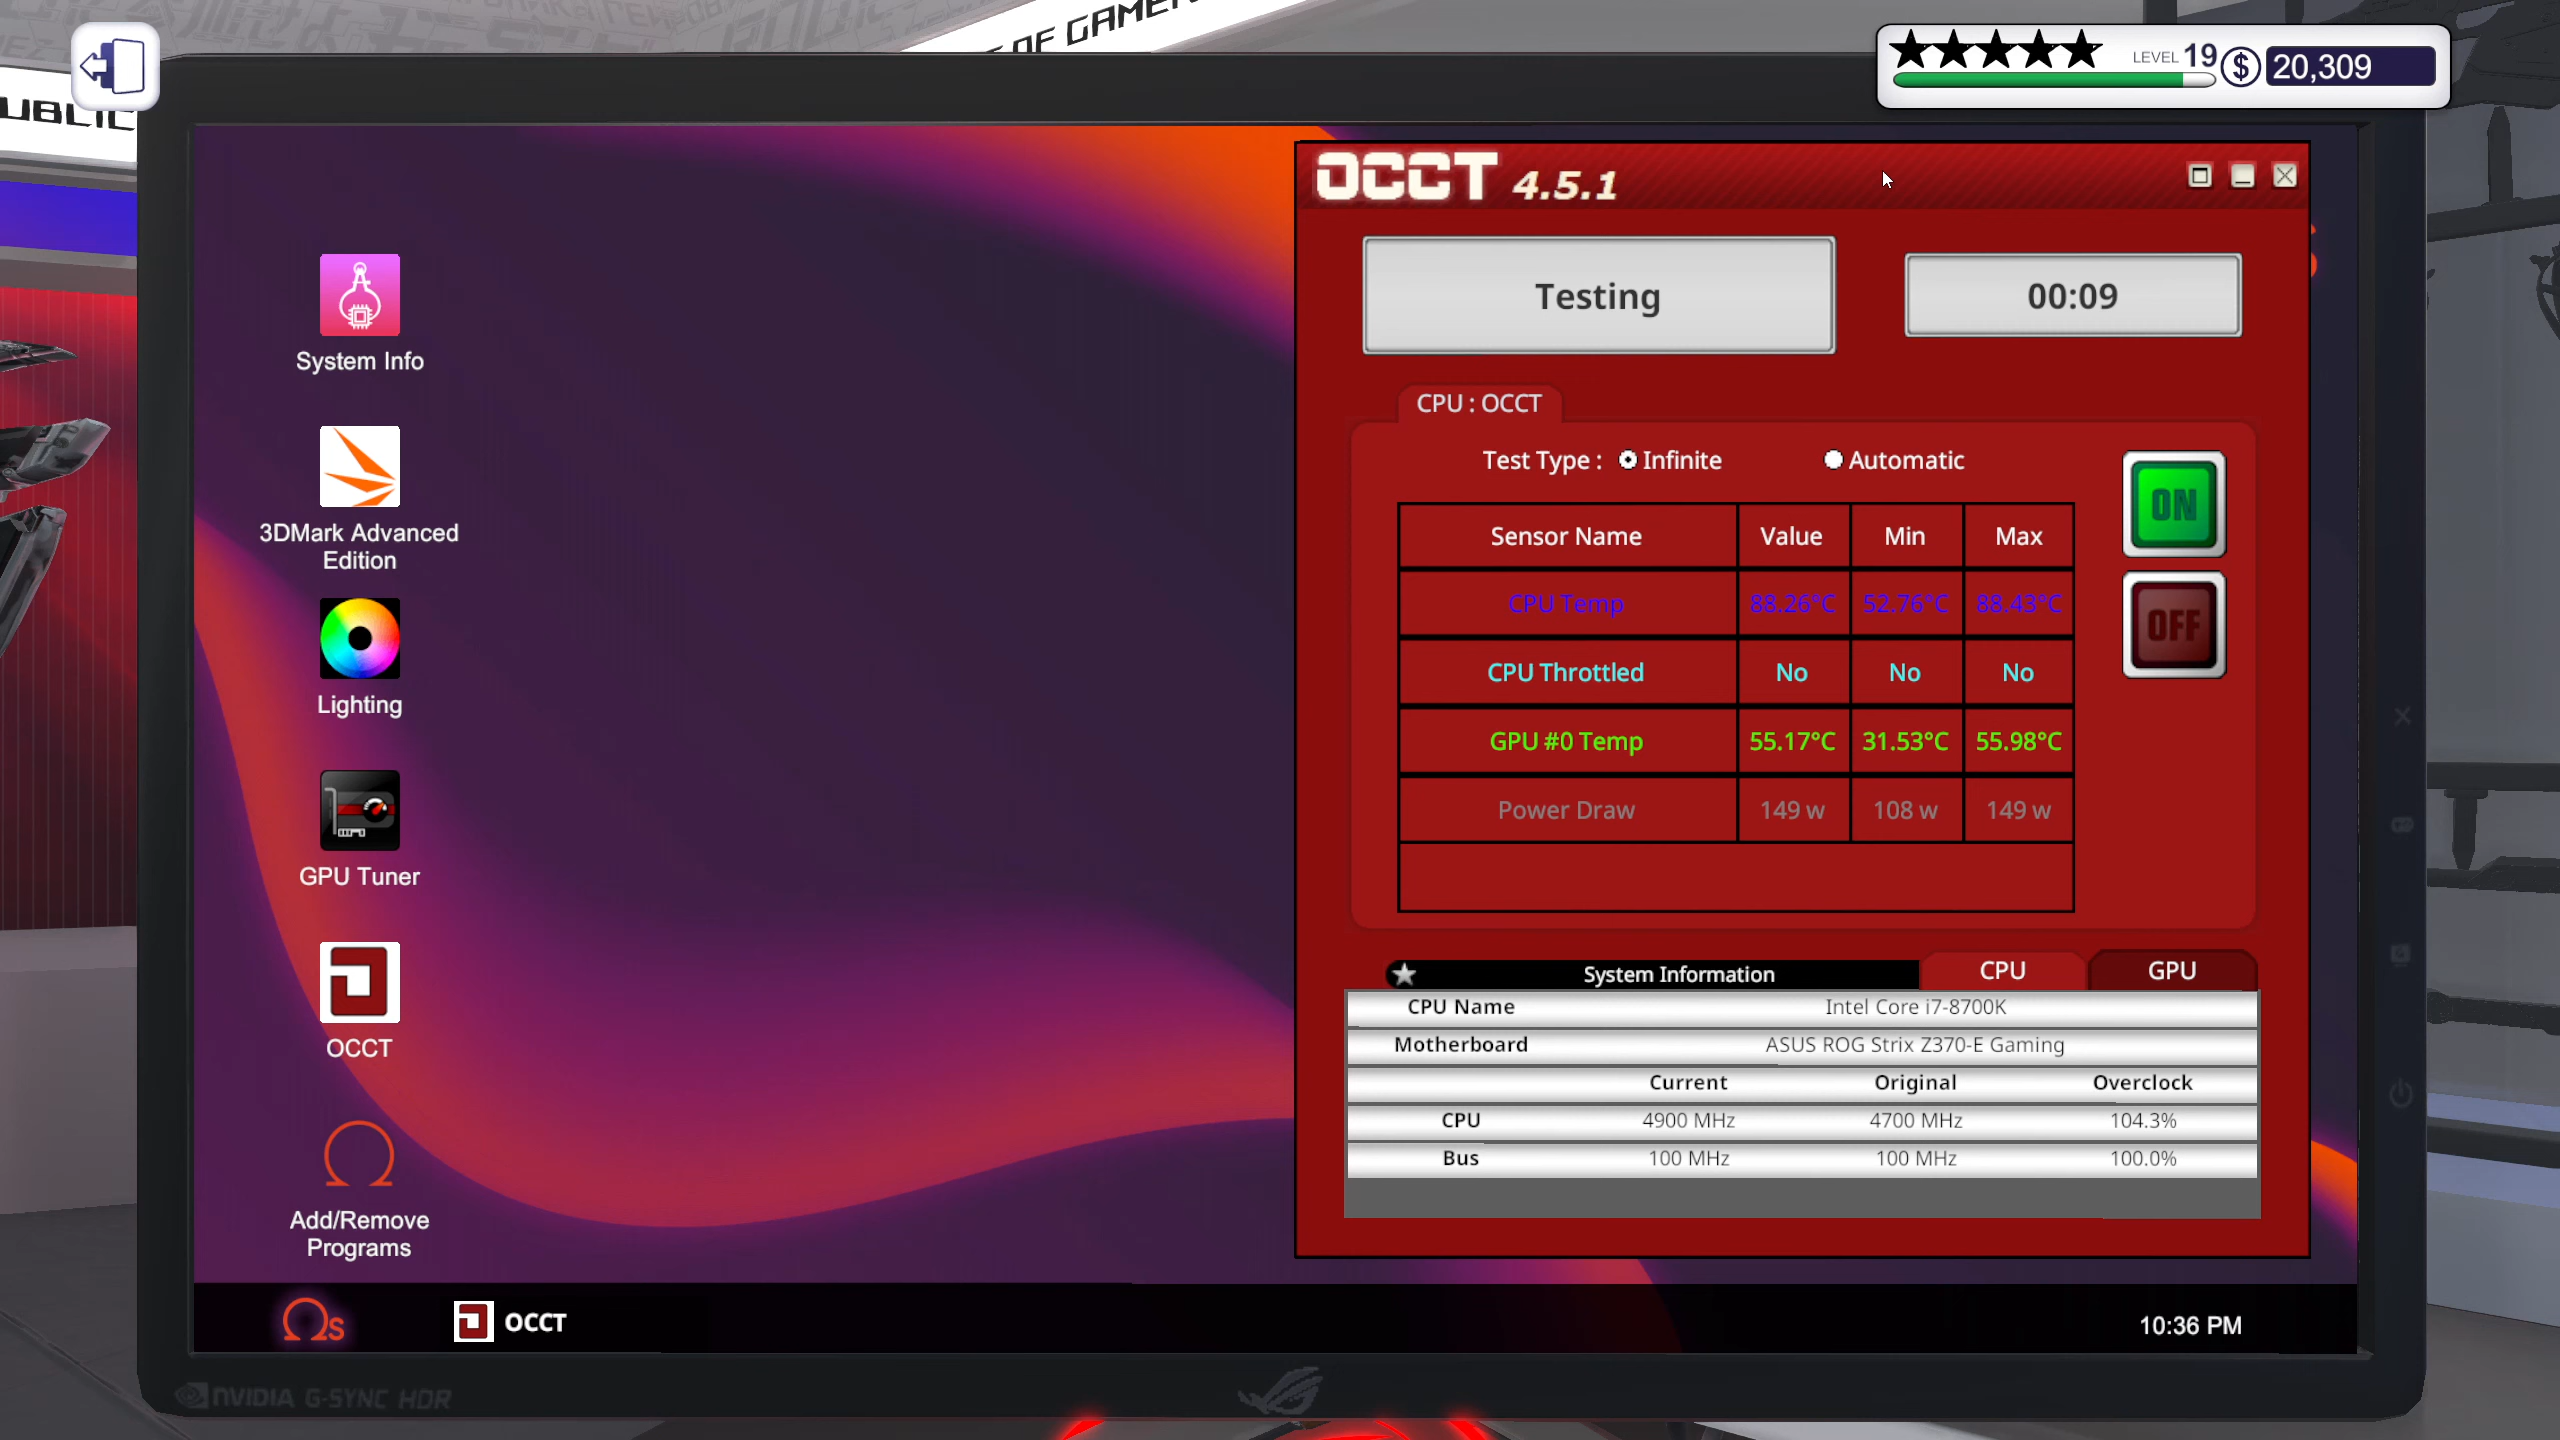 OF GAMER
UBLIC
LEVEL 19
$ 20,309
OCCT 4.5.1
Testing
00:09
CPU : OCCT
Test Type : Infinite Automatic
ON
OFF
Sensor Name Value Min Max
CPU Temp 88.26°C 52.76°C 88.43°C
CPU Throttled No No No
GPU #0 Temp 55.17°C 31.53°C 55.98°C
Power Draw 149 w 108 w 149 w
System Information CPU GPU
CPU Name Intel Core i7-8700K
Motherboard ASUS ROG Strix Z370-E Gaming
Current Original Overclock
CPU 4900 MHz 4700 MHz 104.3%
Bus 100 MHz 100 MHz 100.0%
System Info
3DMark Advanced
Edition
Lighting
GPU Tuner
OCCT
Add/Remove
Programs
Ωs
OCCT
10:36 PM
NVIDIA G-SYNC HDR